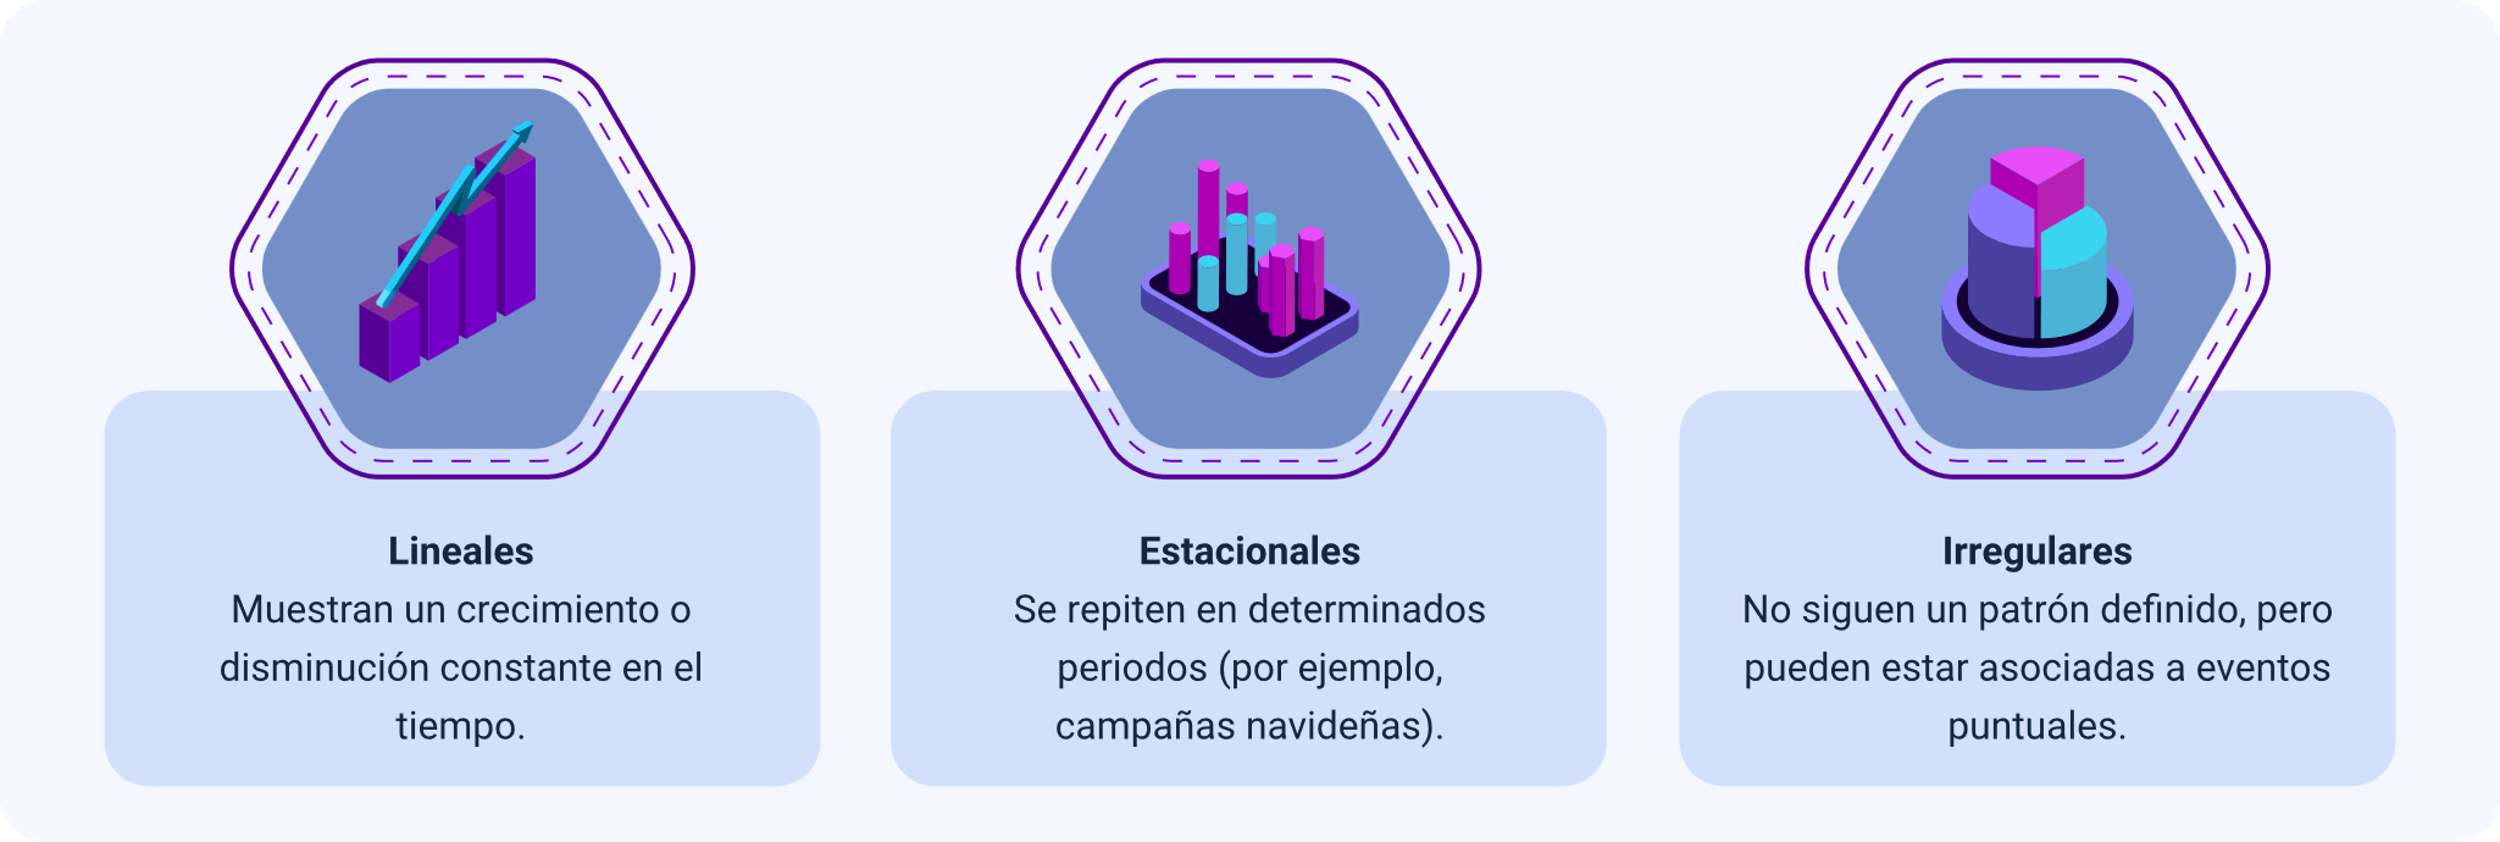 Lineales
Muestran un crecimiento o
disminución constante en el
tiempo.
Estacionales
Se repiten en determinados
periodos (por ejemplo,
campañas navideñas).
Irregulares
No siguen un patrón definido, pero
pueden estar asociadas a eventos
puntuales.